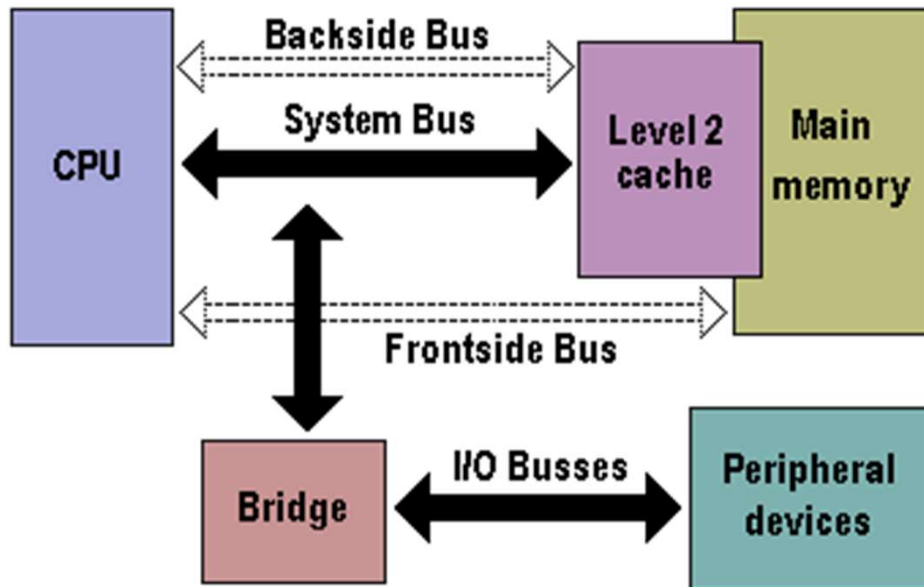 Backside Bus
System Bus
CPU
Level 2
cache
Main
memory
Frontside Bus
I/O Busses
Bridge
Peripheral
devices